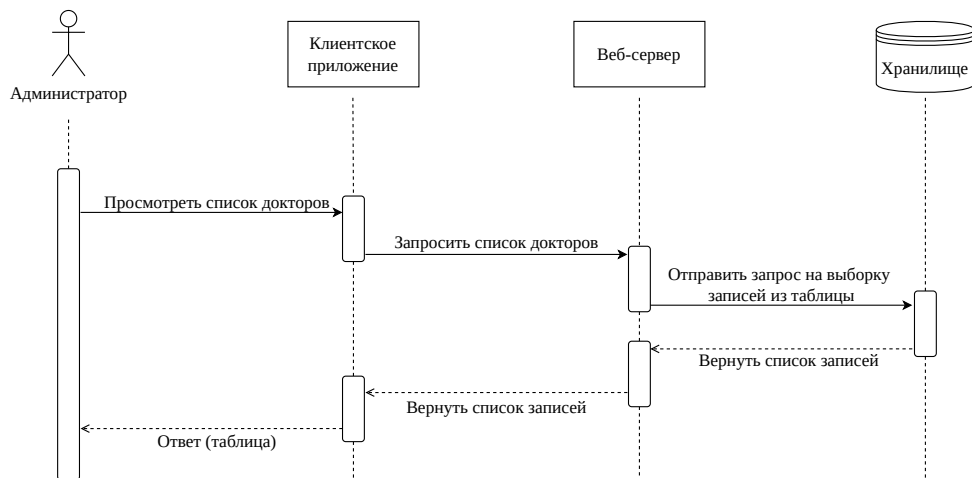 Администратор
Клиентское
приложение
Веб-сервер
Хранилище
Просмотреть список докторов
Запросить список докторов
Отправить запрос на выборку
записей из таблицы
Вернуть список записей
Вернуть список записей
Ответ (таблица)